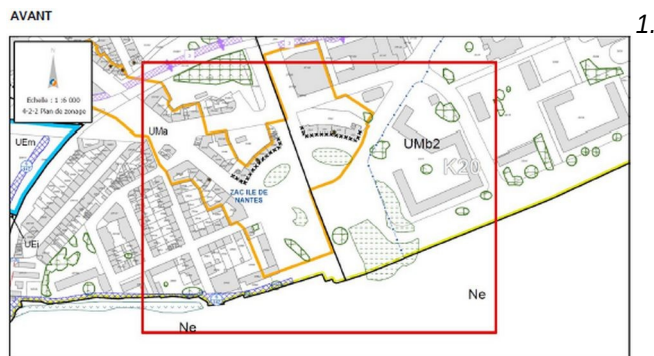 AVANT
1.
Echelle : 1 :6 000
4-2-2 Plan de zonage
UEm
UMa
UMb2
K20
ZAC ILE DE
NANTES
UEi
Ne
Ne